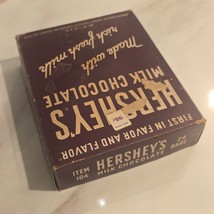 FIRST IN FAVOR AND FLAVOR
HERSHEY'S
MILK CHOCOLATE
Made with
rich fresh milk
ITEM
104
HERSHEY'S
MILK CHOCOLATE
24
BARS